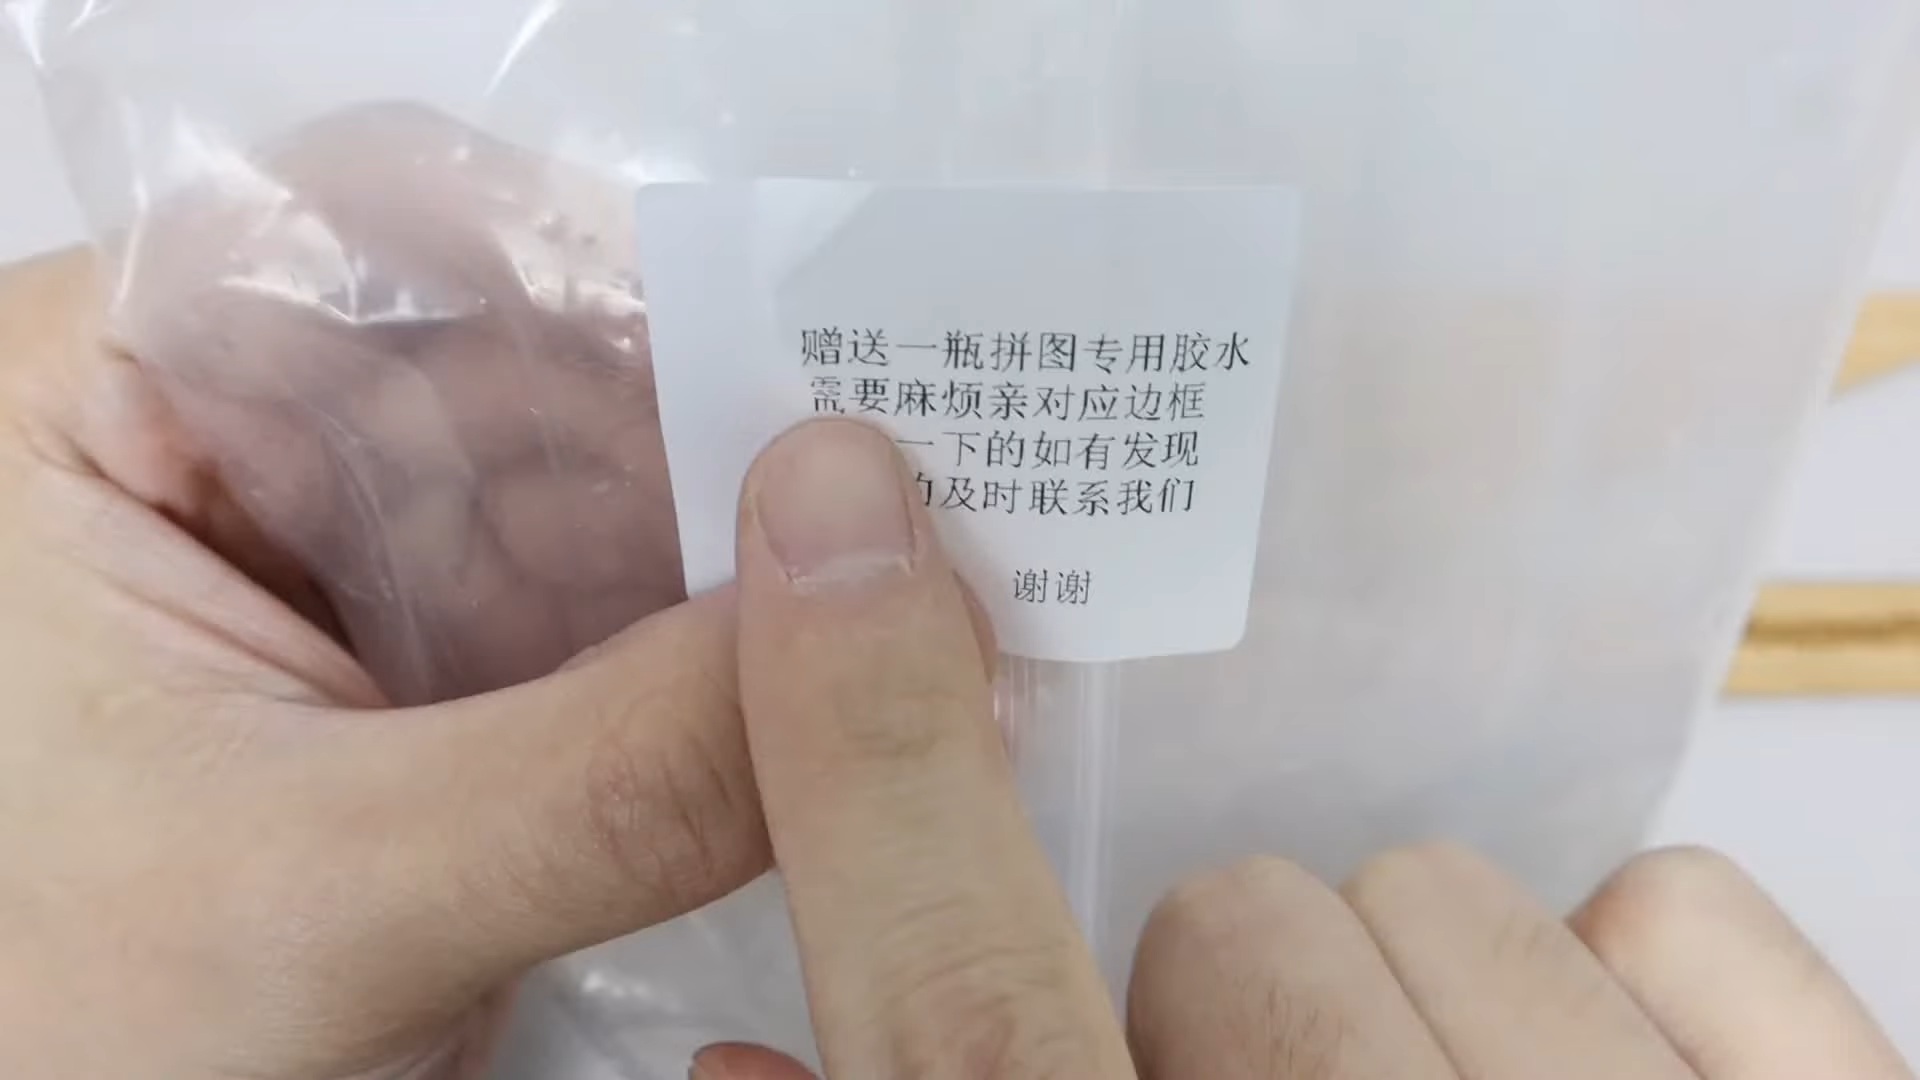 赠送一瓶拼图专用胶水
需要麻烦亲对应边框
一下的如有发现
的及时联系我们
谢谢